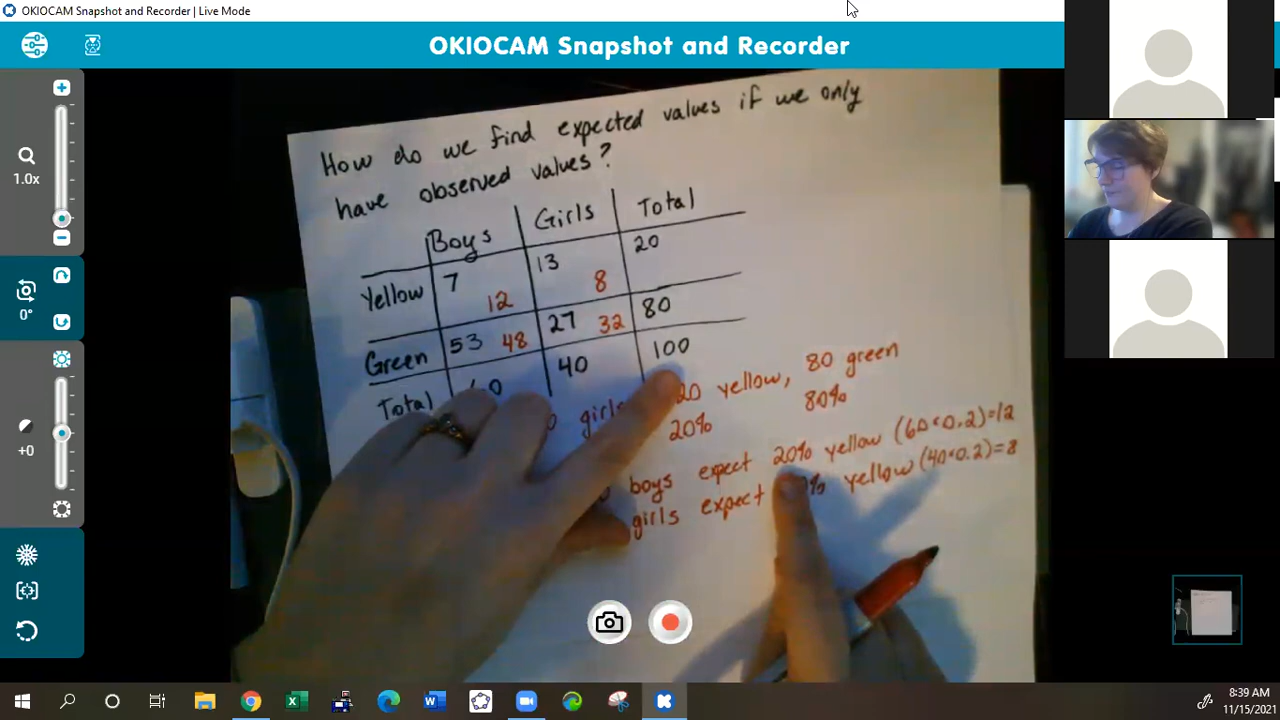 OKIOCAM Snapshot and Recorder | Live Mode
OKIOCAM Snapshot and Recorder
1.0x
0°
+0
How do we find expected values if we only
have observed values?
Boys Girls Total
Yellow 7 12 13 8 20
Green 53 48 27 32 80
Total 0 40 100
girls 20 yellow, 80 green
20% 80%
boys expect 20% yellow (60×0.2)=12
girls expect % yellow (40×0.2)=8
8:39 AM
11/15/2021